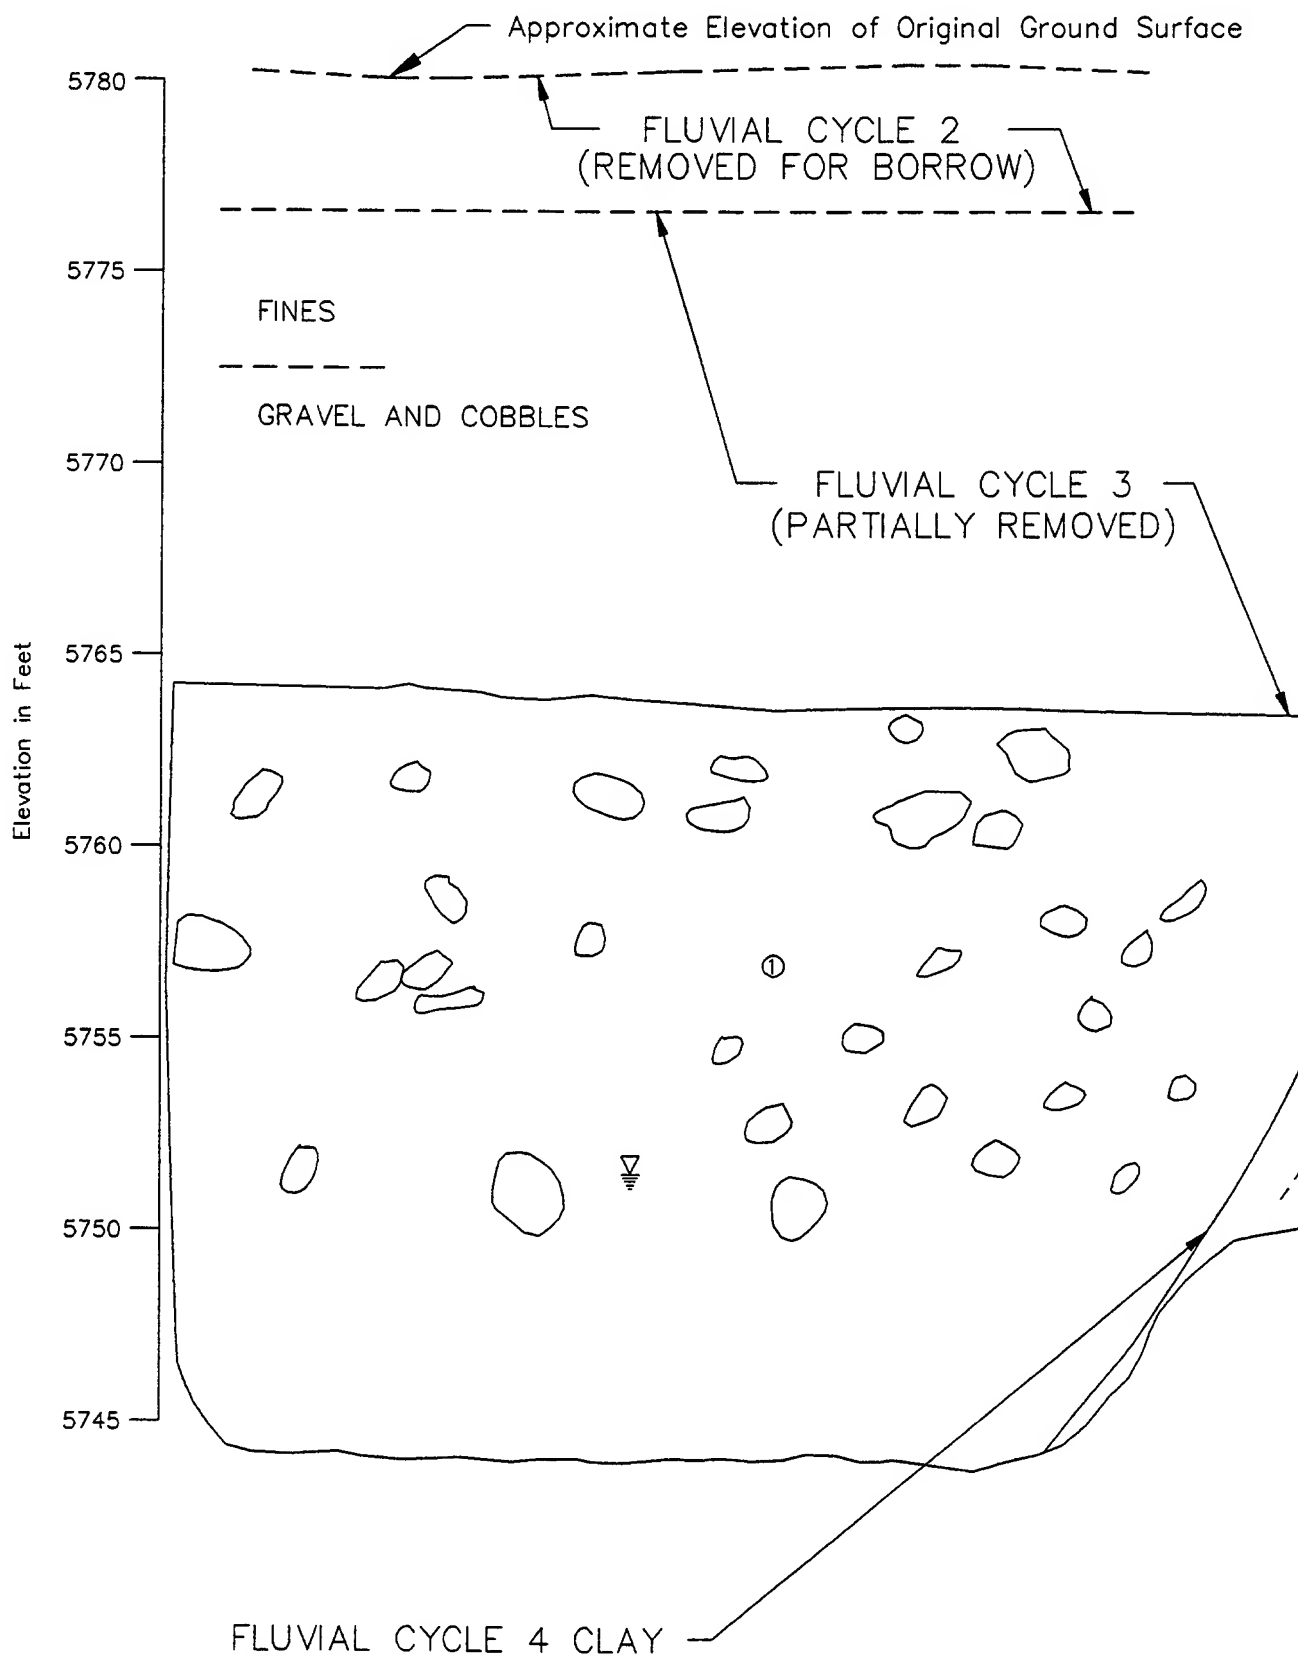 Approximate Elevation of Original Ground Surface
5780
FLUVIAL CYCLE 2
(REMOVED FOR BORROW)
5775
FINES
GRAVEL AND COBBLES
5770
FLUVIAL CYCLE 3
(PARTIALLY REMOVED)
5765
Elevation in Feet
5760
1
5755
5750
5745
FLUVIAL CYCLE 4 CLAY